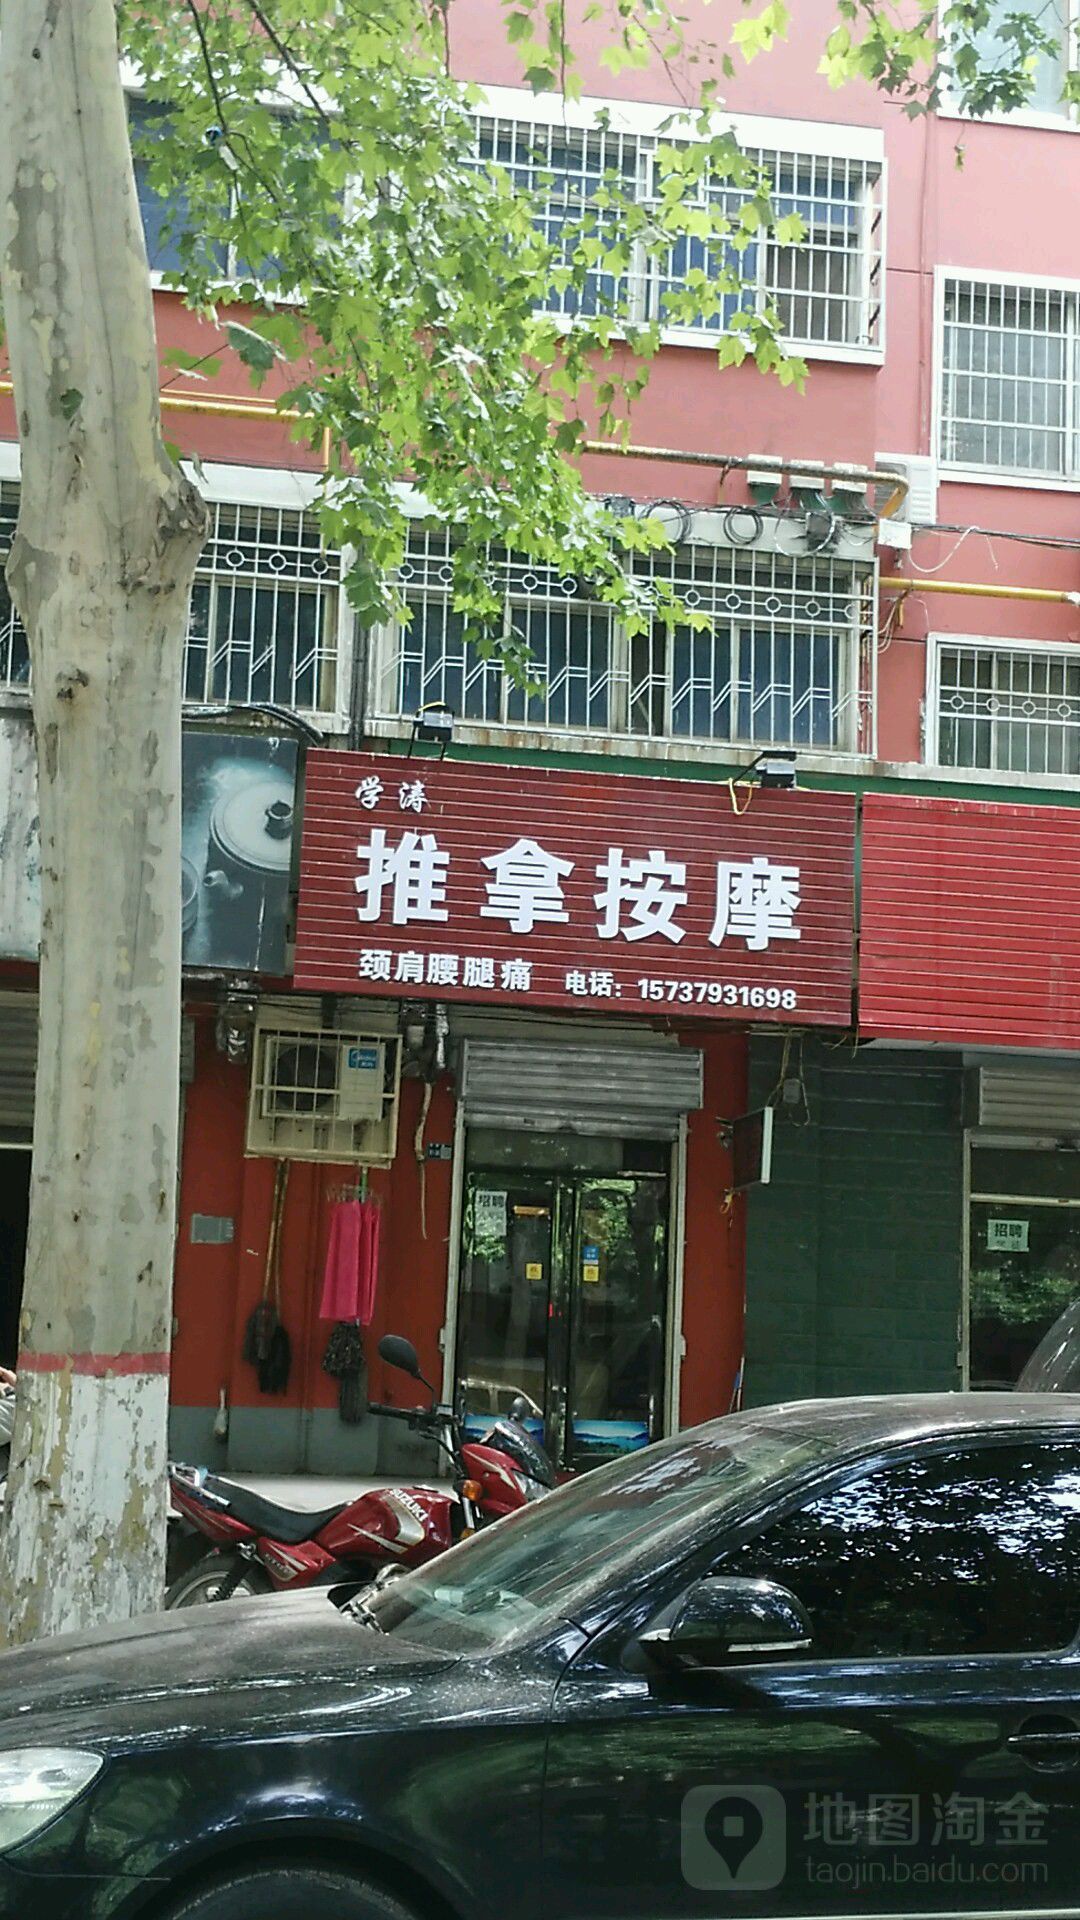 学涛
推拿按摩
颈肩腰腿痛 电话：15737931698
招聘
招聘
SUZUKI
地图淘金
taojin.baidu.com